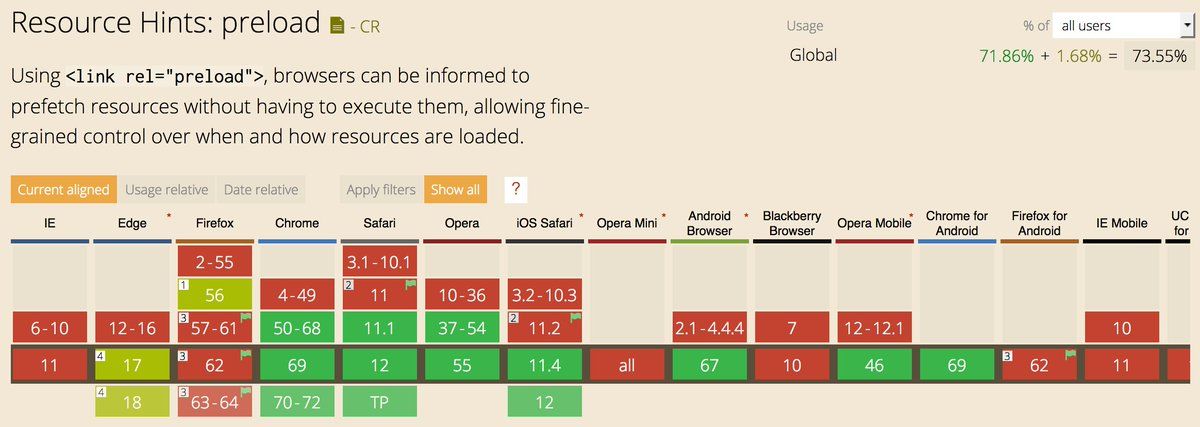 Resource Hints: preload - CR
Usage % of all users
Global 71.86% + 1.68% = 73.55%
Using <link rel="preload">, browsers can be informed to
prefetch resources without having to execute them, allowing fine-
grained control over when and how resources are loaded.
Current aligned Usage relative Date relative Apply filters Show all ?
IE Edge * Firefox Chrome Safari Opera iOS Safari * Opera Mini * Android Browser * Blackberry Browser Opera Mobile * Chrome for Android Firefox for Android IE Mobile UC for
2-55 3.1-10.1
1 56 4-49 2 11 10-36 3.2-10.3
6-10 12-16 3 57-61 50-68 11.1 37-54 2 11.2 2.1-4.4.4 7 12-12.1 10
11 4 17 3 62 69 12 55 11.4 all 67 10 46 69 3 62 11
4 18 3 63-64 70-72 TP 12